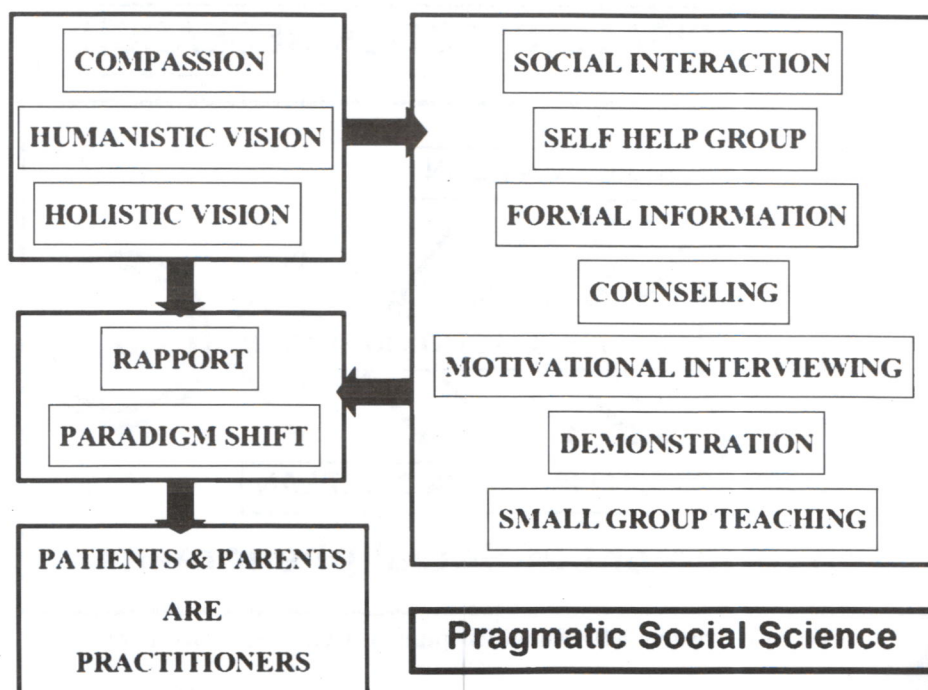 COMPASSION
HUMANISTIC VISION
HOLISTIC VISION
RAPPORT
PARADIGM SHIFT
PATIENTS & PARENTS
ARE
PRACTITIONERS
SOCIAL INTERACTION
SELF HELP GROUP
FORMAL INFORMATION
COUNSELING
MOTIVATIONAL INTERVIEWING
DEMONSTRATION
SMALL GROUP TEACHING
Pragmatic Social Science